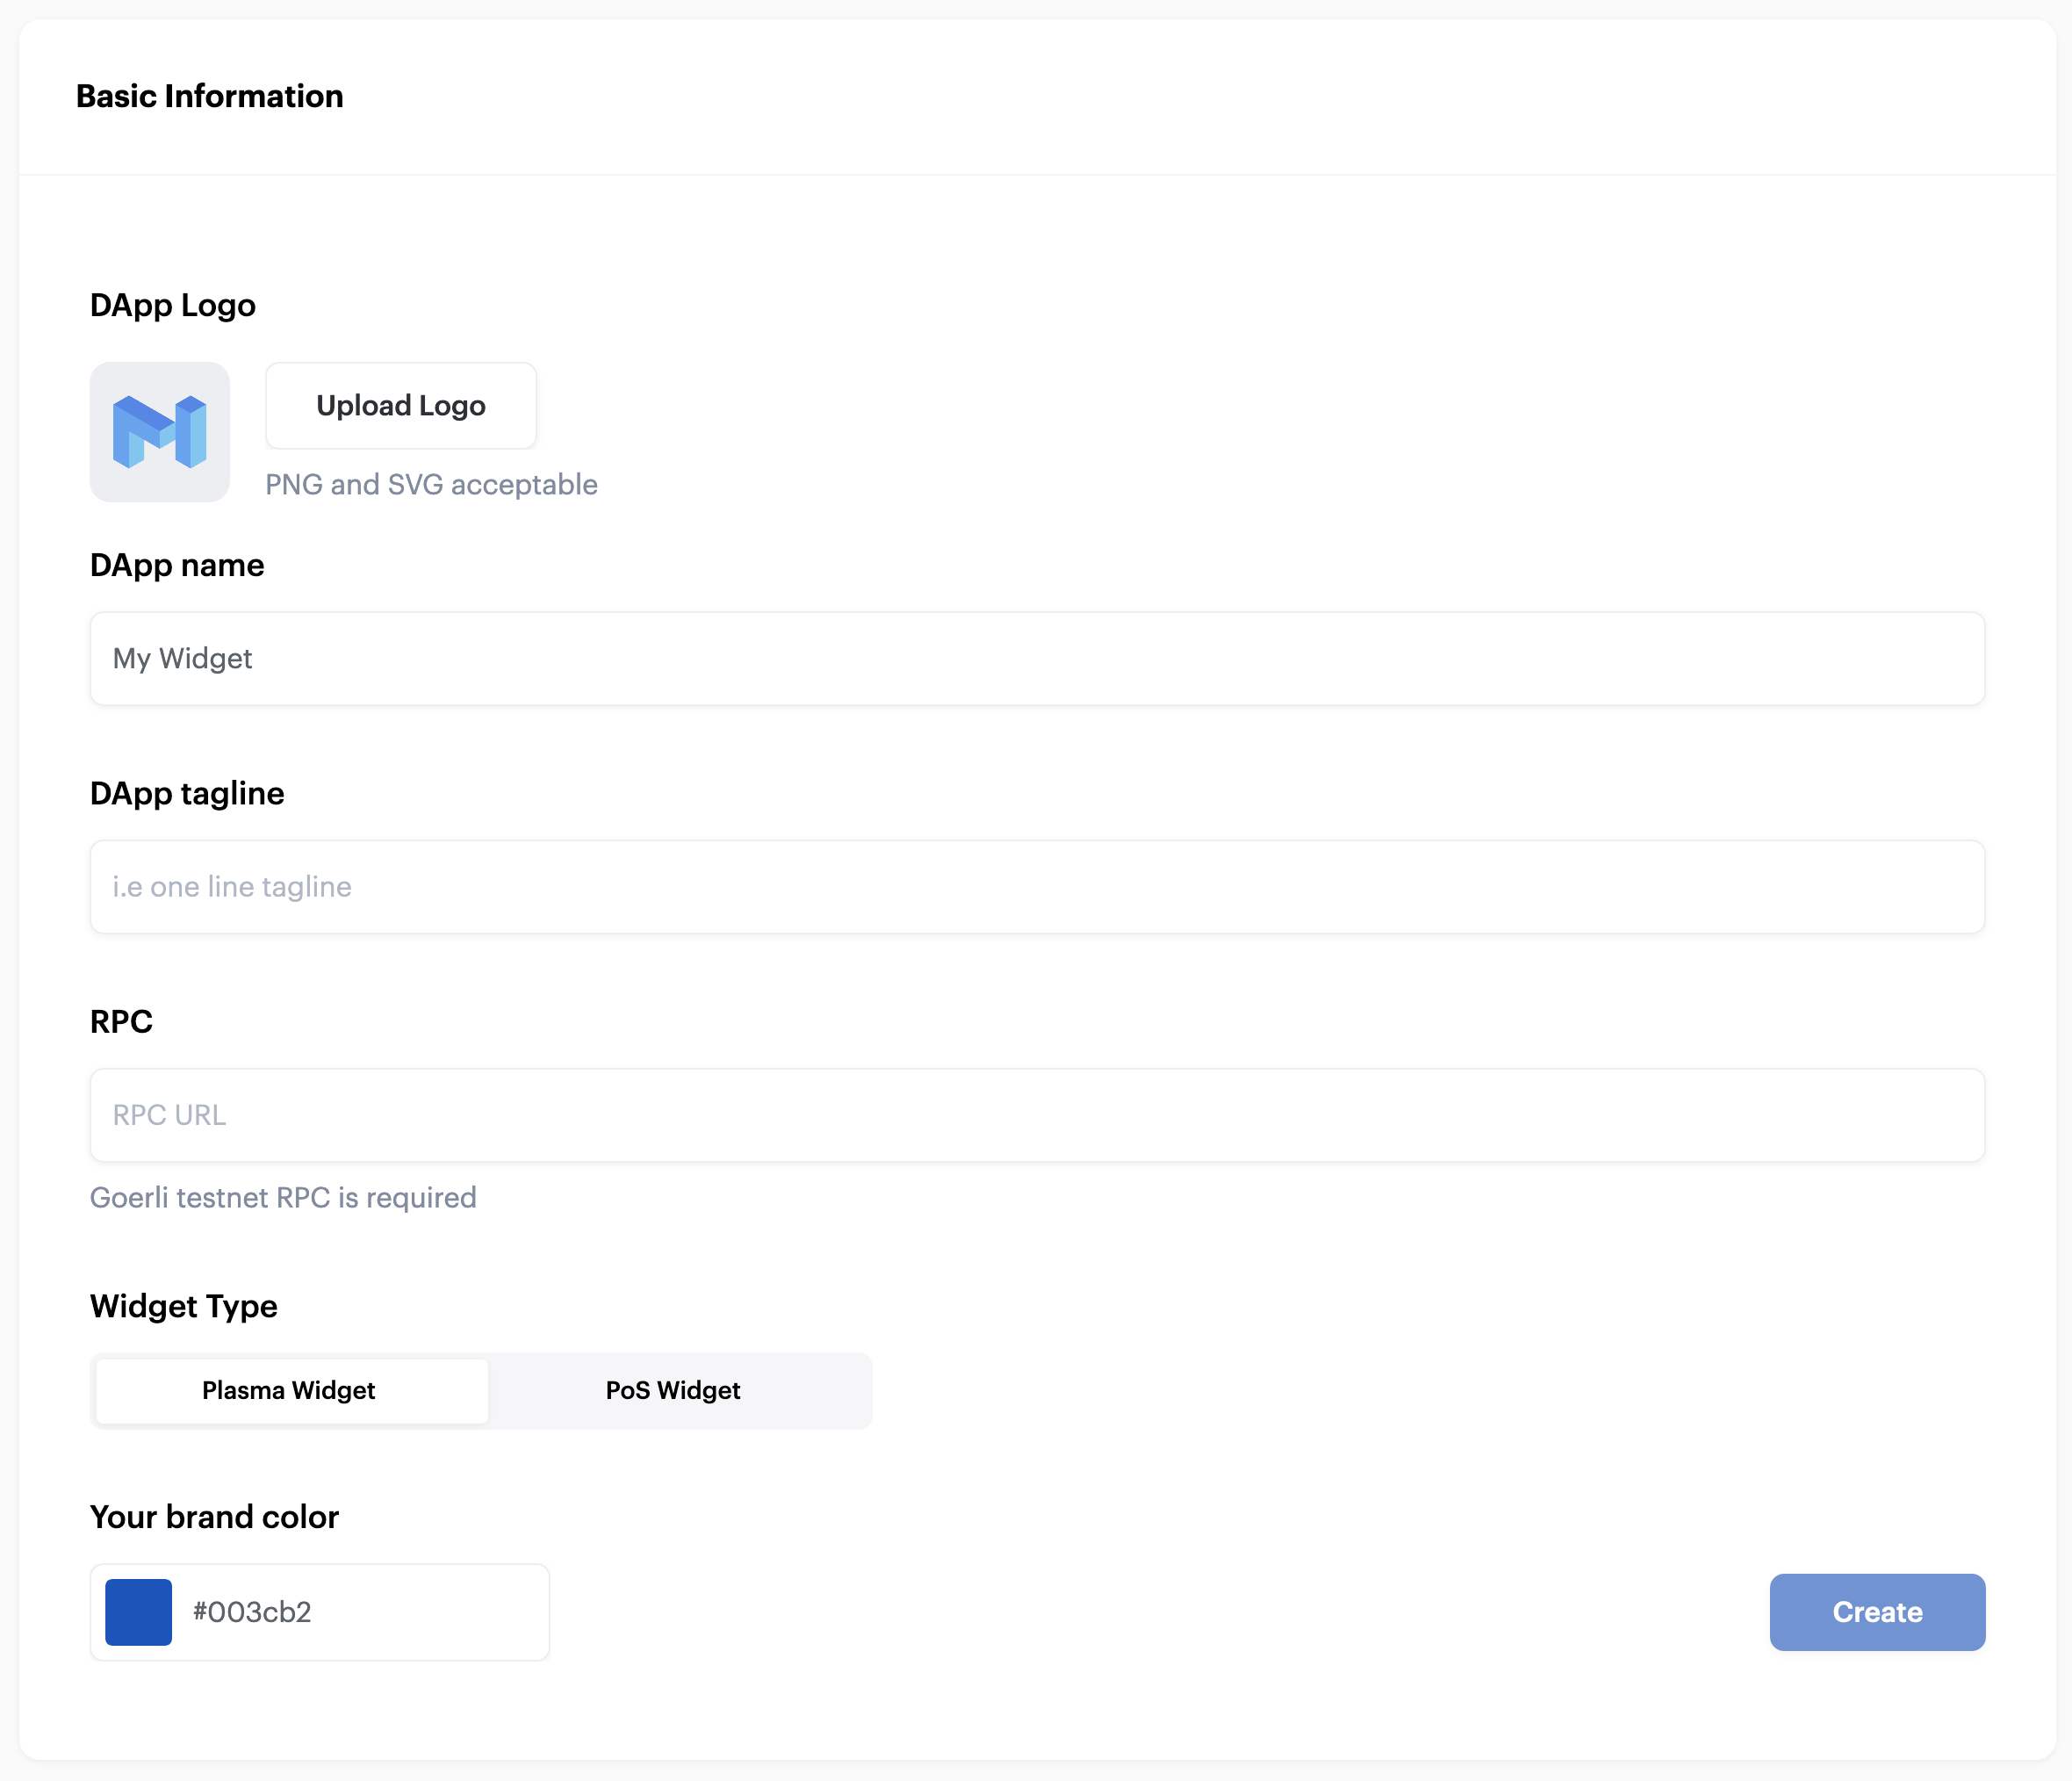 Basic Information
DApp Logo
Upload Logo
PNG and SVG acceptable
DApp name
My Widget
DApp tagline
i.e one line tagline
RPC
RPC URL
Goerli testnet RPC is required
Widget Type
Plasma Widget PoS Widget
Your brand color
#003cb2
Create